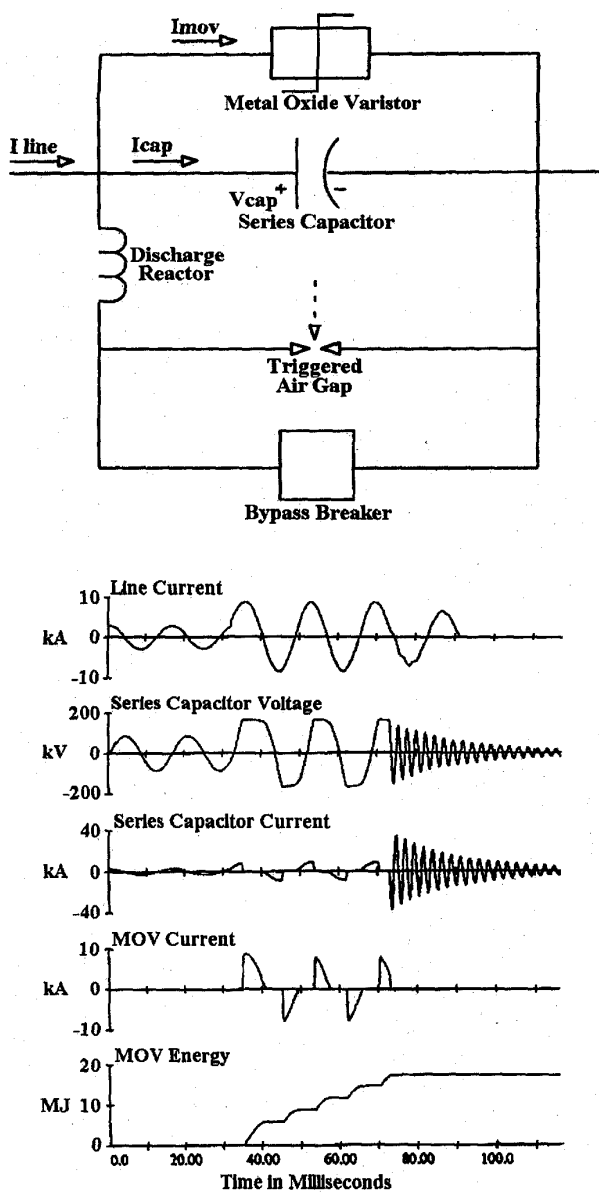 Imov
Metal Oxide Varistor
I line
Icap
Vcap + -
Series Capacitor
Discharge
Reactor
Triggered
Air Gap
Bypass Breaker
Line Current
10
kA 0
-10
Series Capacitor Voltage
200
kV 0
-200
Series Capacitor Current
40
kA 0
-40
MOV Current
10
kA 0
-10
MOV Energy
20
MJ 10
0
0.0 20.00 40.00 60.00 80.00 100.0
Time in Milliseconds